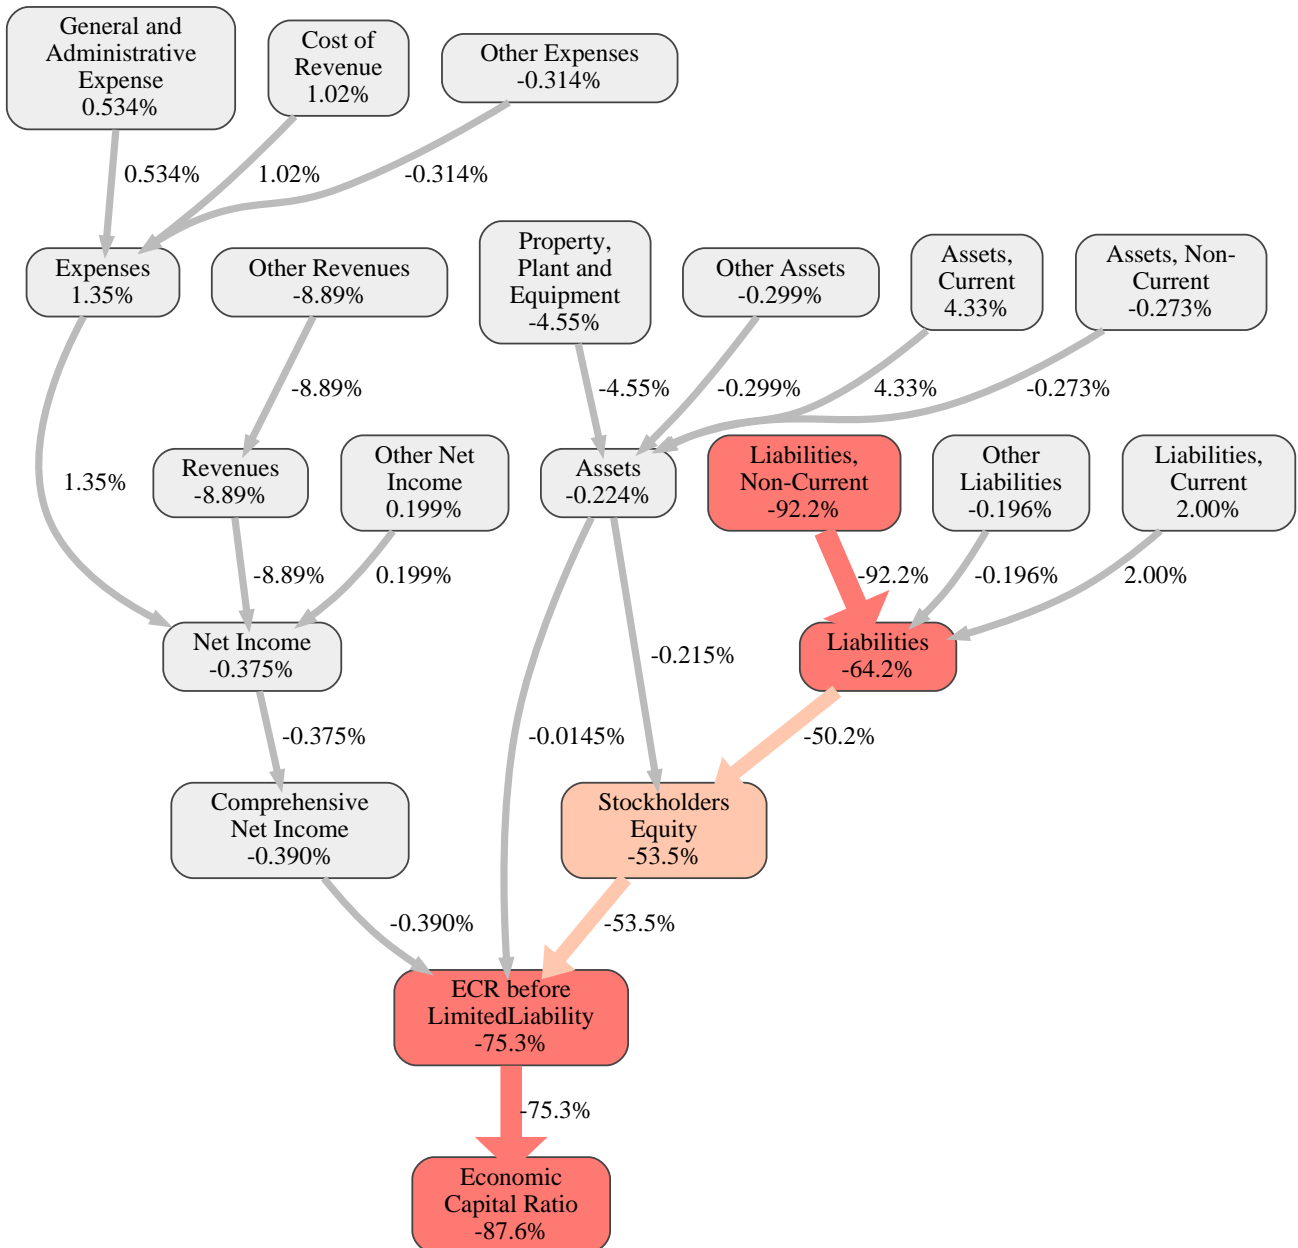 General and
Administrative
Expense
0.534%
Cost of
Revenue
1.02%
Other Expenses
-0.314%
0.534%
1.02%
-0.314%
Expenses
1.35%
Other Revenues
-8.89%
Property,
Plant and
Equipment
-4.55%
Other Assets
-0.299%
Assets,
Current
4.33%
Assets, Non-
Current
-0.273%
-8.89%
-4.55%
-0.299%
4.33%
-0.273%
1.35%
Revenues
-8.89%
Other Net
Income
0.199%
Assets
-0.224%
Liabilities,
Non-Current
-92.2%
Other
Liabilities
-0.196%
Liabilities,
Current
2.00%
-8.89%
0.199%
-92.2%
-0.196%
2.00%
Net Income
-0.375%
-0.215%
Liabilities
-64.2%
-0.375%
-0.0145%
-50.2%
Comprehensive
Net Income
-0.390%
Stockholders
Equity
-53.5%
-0.390%
-53.5%
ECR before
LimitedLiability
-75.3%
-75.3%
Economic
Capital Ratio
-87.6%